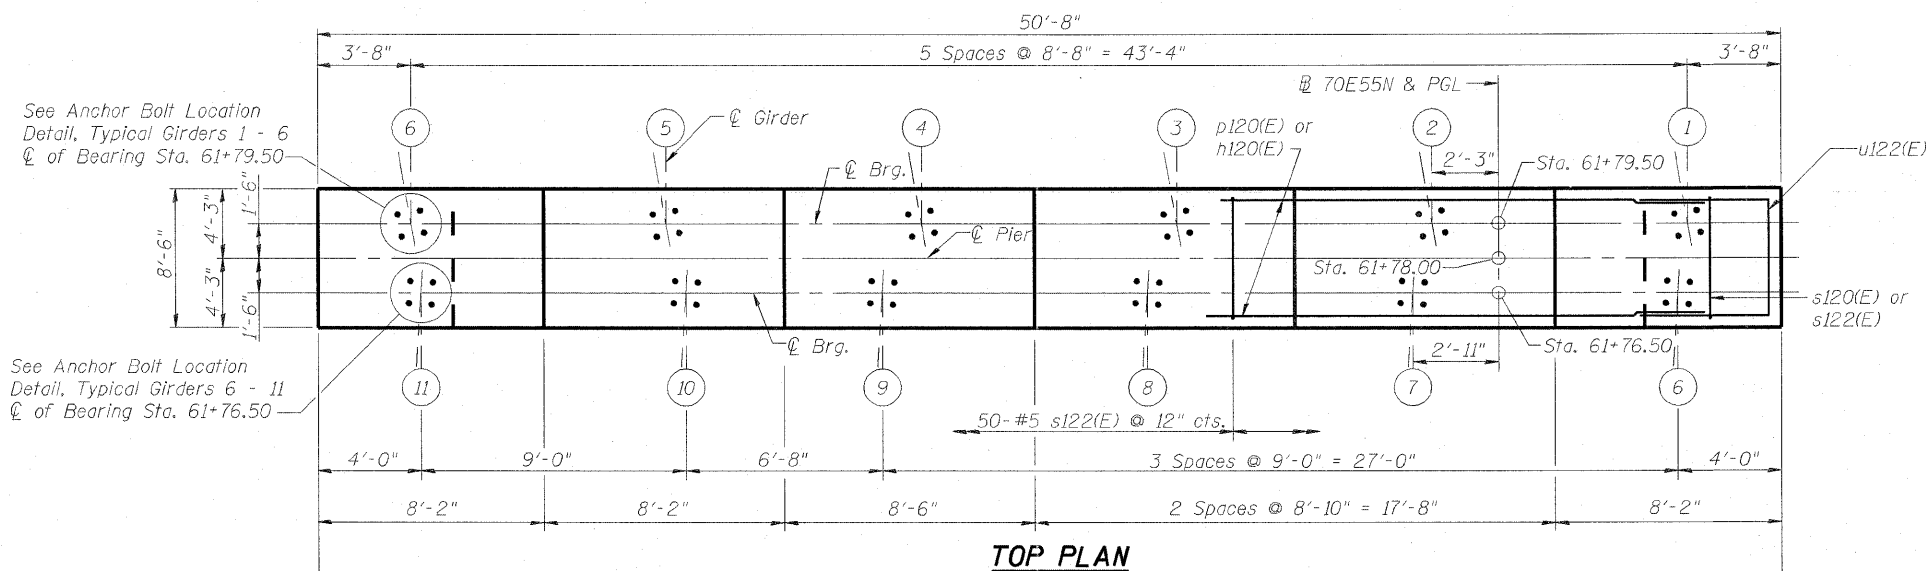 50'-8"
3'-8"
5 Spaces @ 8'-8" = 43'-4"
3'-8"
70E55N & PGL
See Anchor Bolt Location
Detail, Typical Girders 1 - 6
℄ of Bearing Sta. 61+79.50
6
5
℄ Girder
4
3
p120(E) or
h120(E)
2
1
u122(E)
2'-3"
Sta. 61+79.50
℄ Brg.
1'-6"
4'-3"
8'-6"
℄ Pier
Sta. 61+78.00
4'-3"
1'-6"
s120(E) or
s122(E)
℄ Brg.
Sta. 61+76.50
2'-11"
See Anchor Bolt Location
Detail, Typical Girders 6 - 11
℄ of Bearing Sta. 61+76.50
11
10
9
8
7
6
50-#5 s122(E) @ 12" cts.
4'-0"
9'-0"
6'-8"
3 Spaces @ 9'-0" = 27'-0"
4'-0"
8'-2"
8'-2"
8'-6"
2 Spaces @ 8'-10" = 17'-8"
8'-2"
TOP PLAN